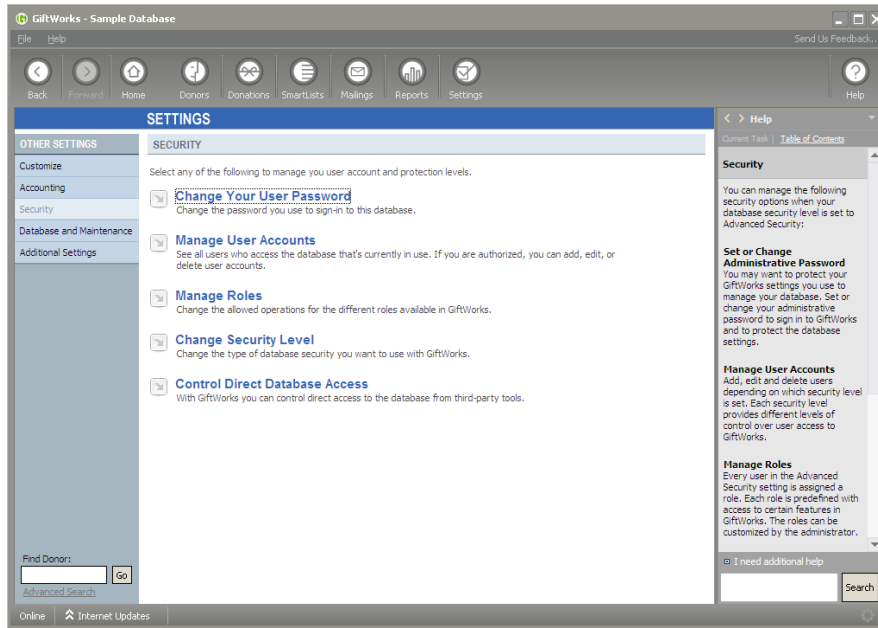 GiftWorks - Sample Database
File Help
Send Us Feedback...
Back Forward Home Donors Donations SmartLists Mailings Reports Settings Help
SETTINGS
OTHER SETTINGS
Customize
Accounting
Security
Database and Maintenance
Additional Settings
Find Donor:
Go
Advanced Search
SECURITY
Select any of the following to manage you user account and protection levels.
Change Your User Password
Change the password you use to sign-in to this database.
Manage User Accounts
See all users who access the database that's currently in use. If you are authorized, you can add, edit, or
delete user accounts.
Manage Roles
Change the allowed operations for the different roles available in GiftWorks.
Change Security Level
Change the type of database security you want to use with GiftWorks.
Control Direct Database Access
With GiftWorks you can control direct access to the database from third-party tools.
< > Help
Current Task | Table of Contents
Security
You can manage the following
security options when your
database security level is set to
Advanced Security:
Set or Change
Administrative Password
You may want to protect your
GiftWorks settings you use to
manage your database. Set or
change your administrative
password to sign in to GiftWorks
and to protect the database
settings.
Manage User Accounts
Add, edit and delete users
depending on which security level
is set. Each security level
provides different levels of
control over user access to
GiftWorks.
Manage Roles
Every user in the Advanced
Security setting is assigned a
role. Each role is predefined with
access to certain features in
GiftWorks. The roles can be
customized by the administrator.
I need additional help
Search
Online Internet Updates